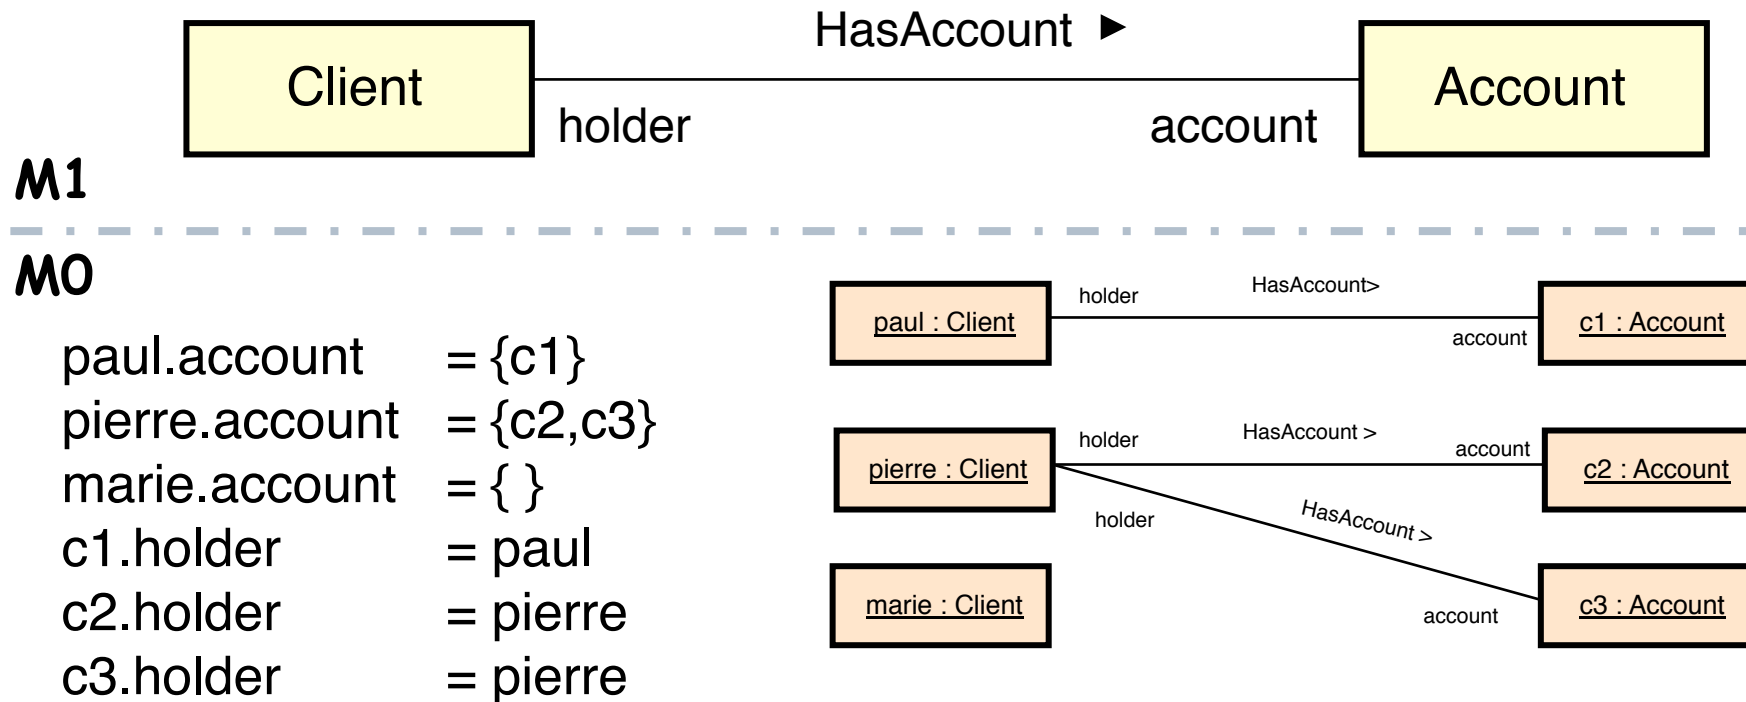 HasAccount ►
Client
Account
holder
account
M1
M0
paul.account = {c1}
pierre.account = {c2,c3}
marie.account = { }
c1.holder = paul
c2.holder = pierre
c3.holder = pierre
paul : Client
holder
HasAccount>
account
c1 : Account
pierre : Client
holder
HasAccount >
account
c2 : Account
holder
HasAccount >
account
marie : Client
c3 : Account